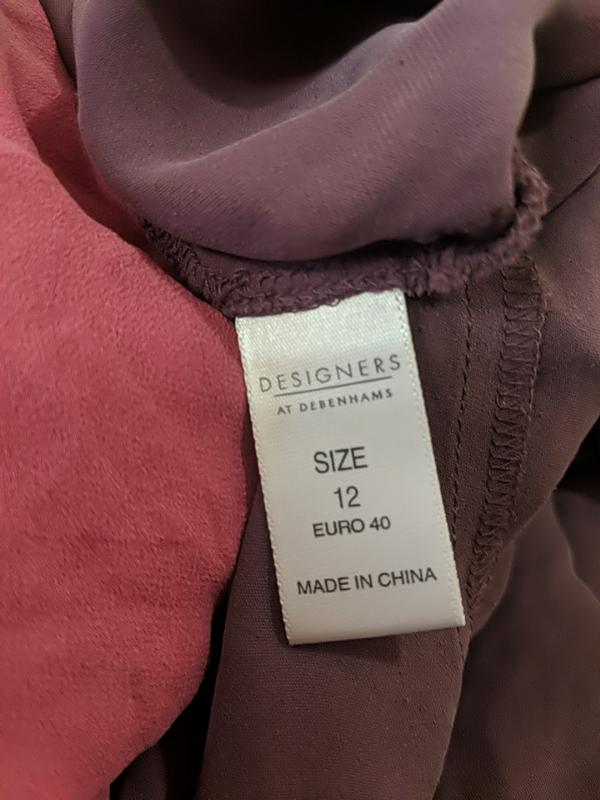 DESIGNERS
AT DEBENHAMS
SIZE
12
EURO 40
MADE IN CHINA